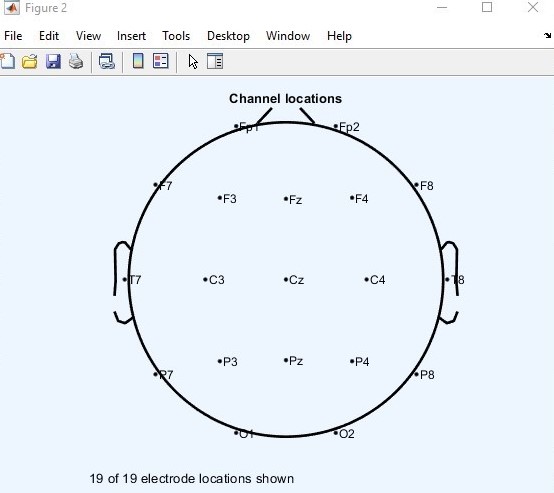 Figure 2
File Edit View Insert Tools Desktop Window Help
Channel locations
Fp1 Fp2
F7 F8
F3 Fz F4
T7 C3 Cz C4 T8
P3 Pz P4
P7 P8
O1 O2
19 of 19 electrode locations shown